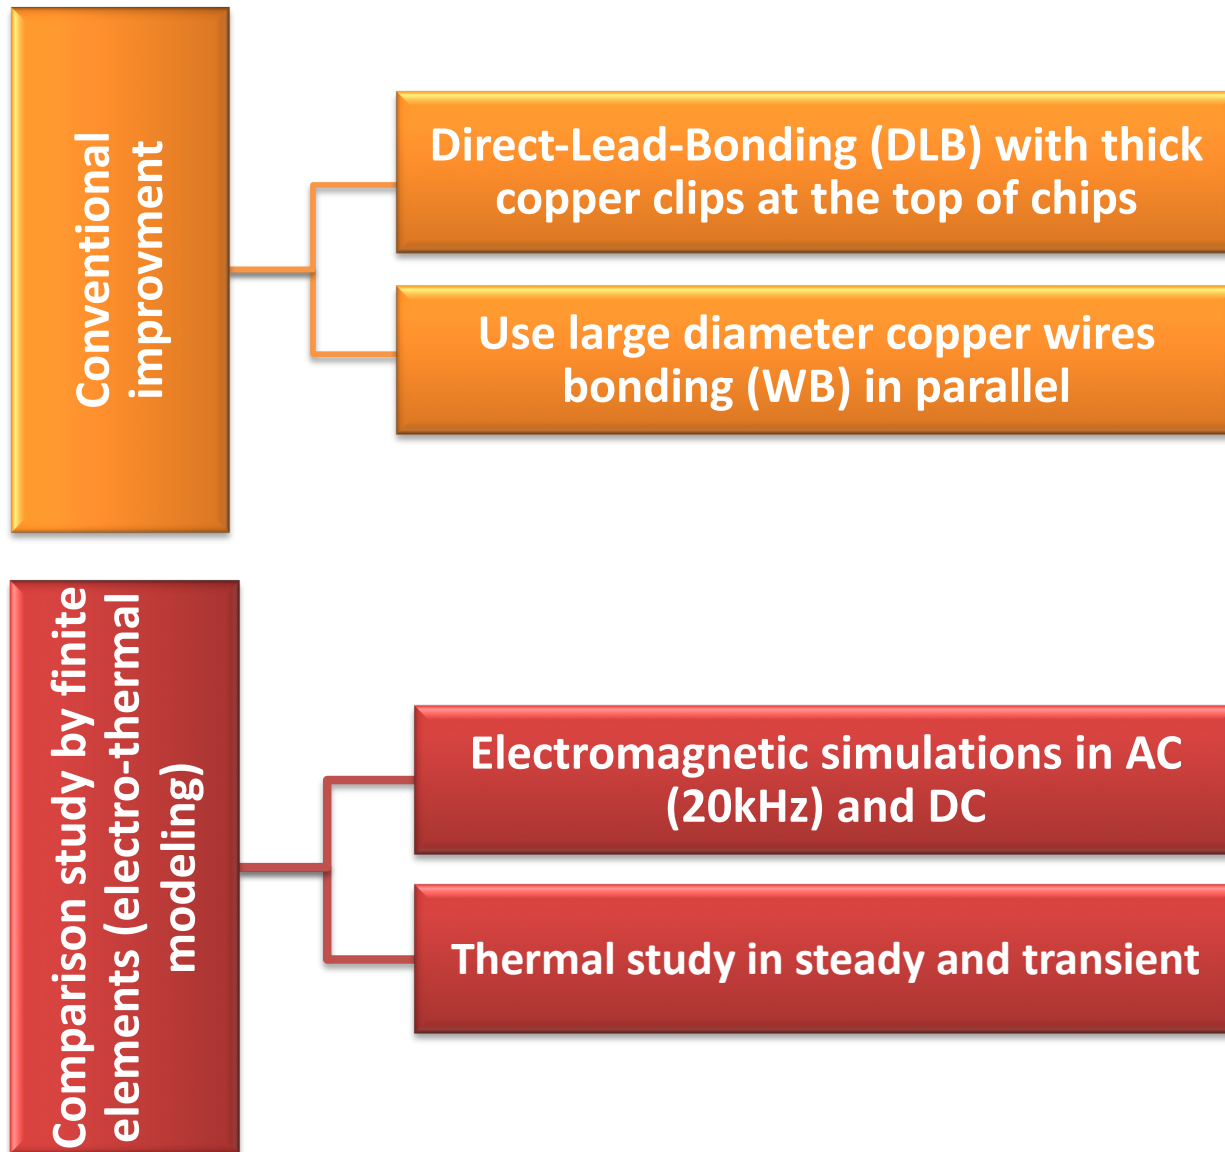 Conventional
improvment
Direct-Lead-Bonding (DLB) with thick
copper clips at the top of chips
Use large diameter copper wires
bonding (WB) in parallel
Comparison study by finite
elements (electro-thermal
modeling)
Electromagnetic simulations in AC
(20kHz) and DC
Thermal study in steady and transient